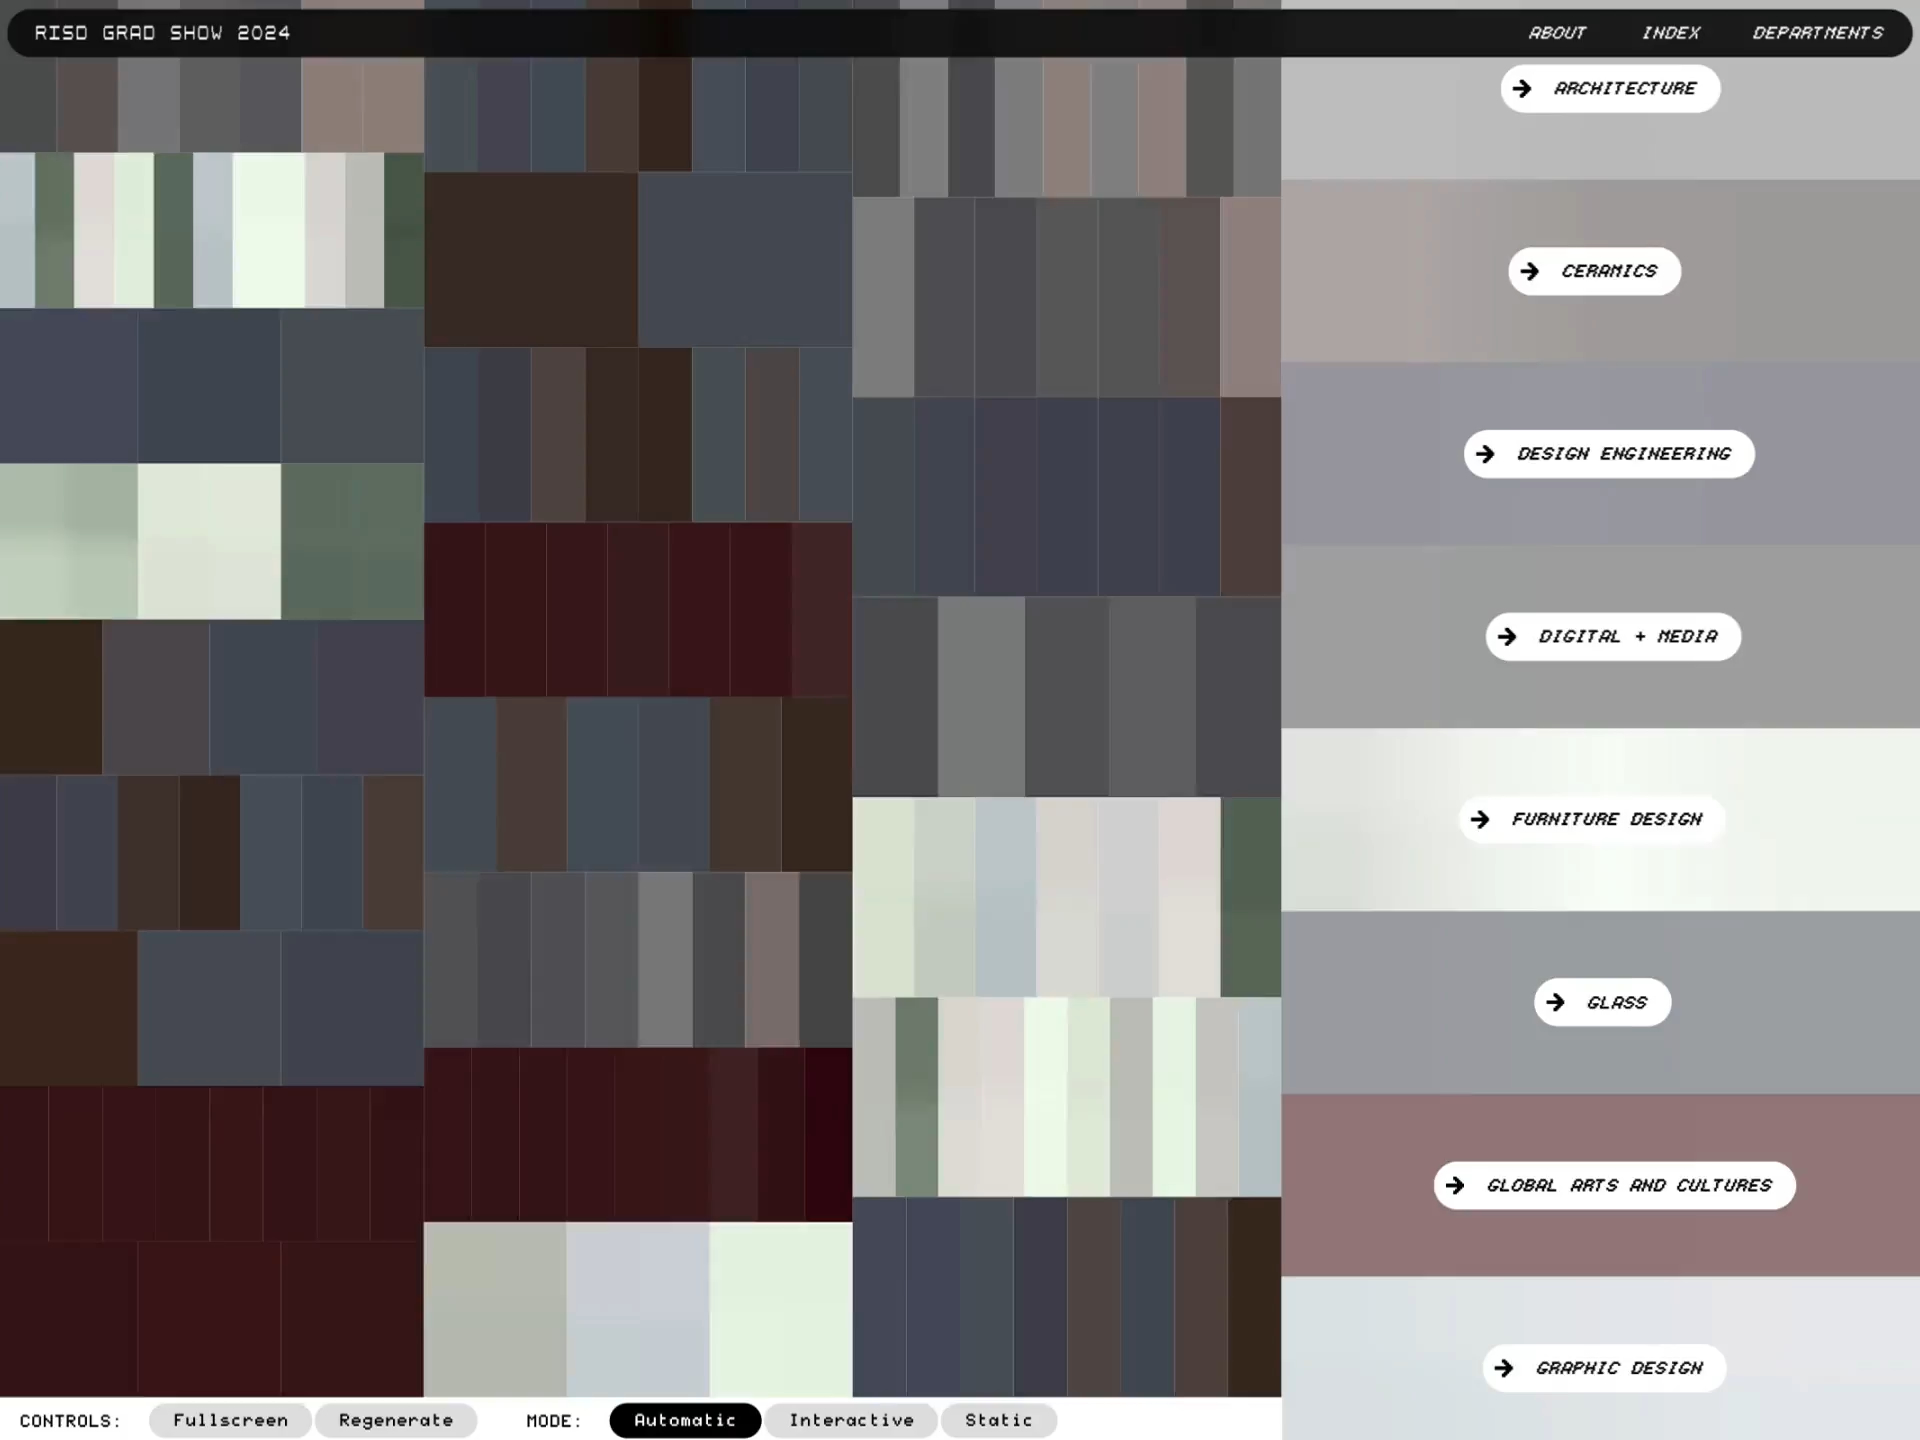 RISD GRAD SHOW 2024
ABOUT INDEX DEPARTMENTS
→ ARCHITECTURE
→ CERAMICS
→ DESIGN ENGINEERING
→ DIGITAL + MEDIA
→ FURNITURE DESIGN
→ GLASS
→ GLOBAL ARTS AND CULTURES
→ GRAPHIC DESIGN
CONTROLS: Fullscreen Regenerate MODE: Automatic Interactive Static